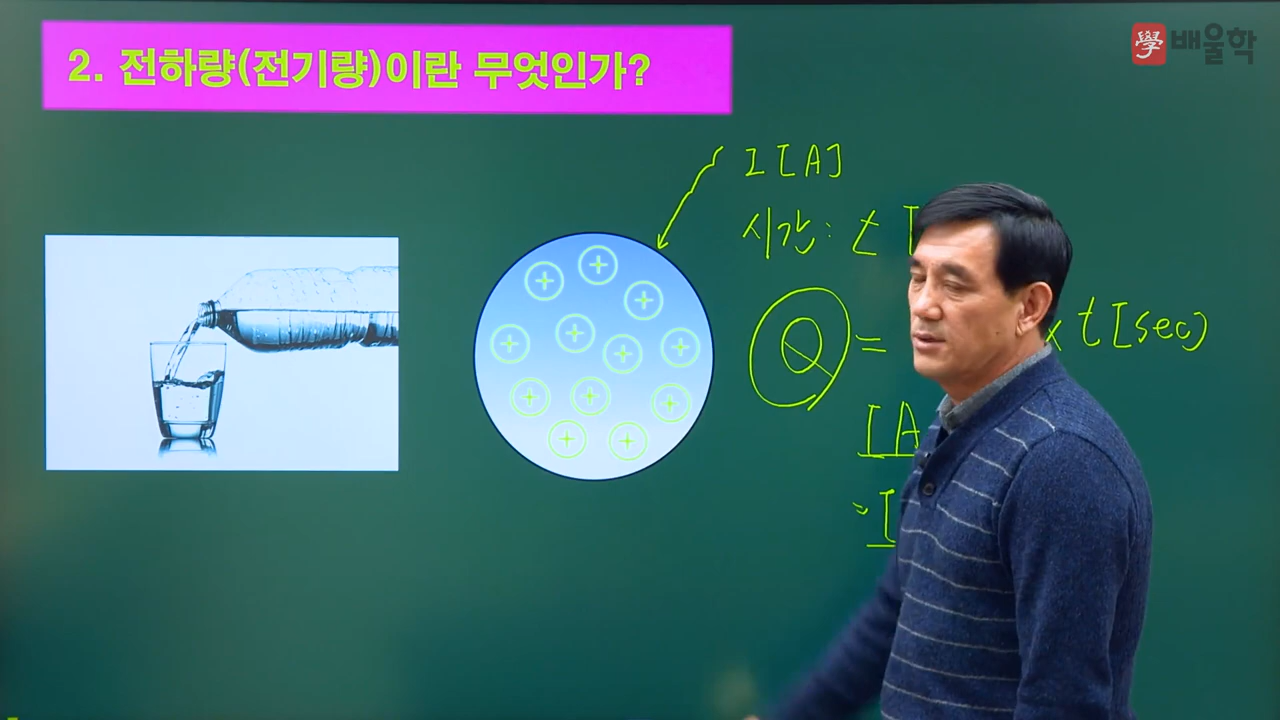 2. 전하량(전기량)이란 무엇인가?
學 배울학
I [A]
시간: t [
Q = × t [sec]
[A
= [